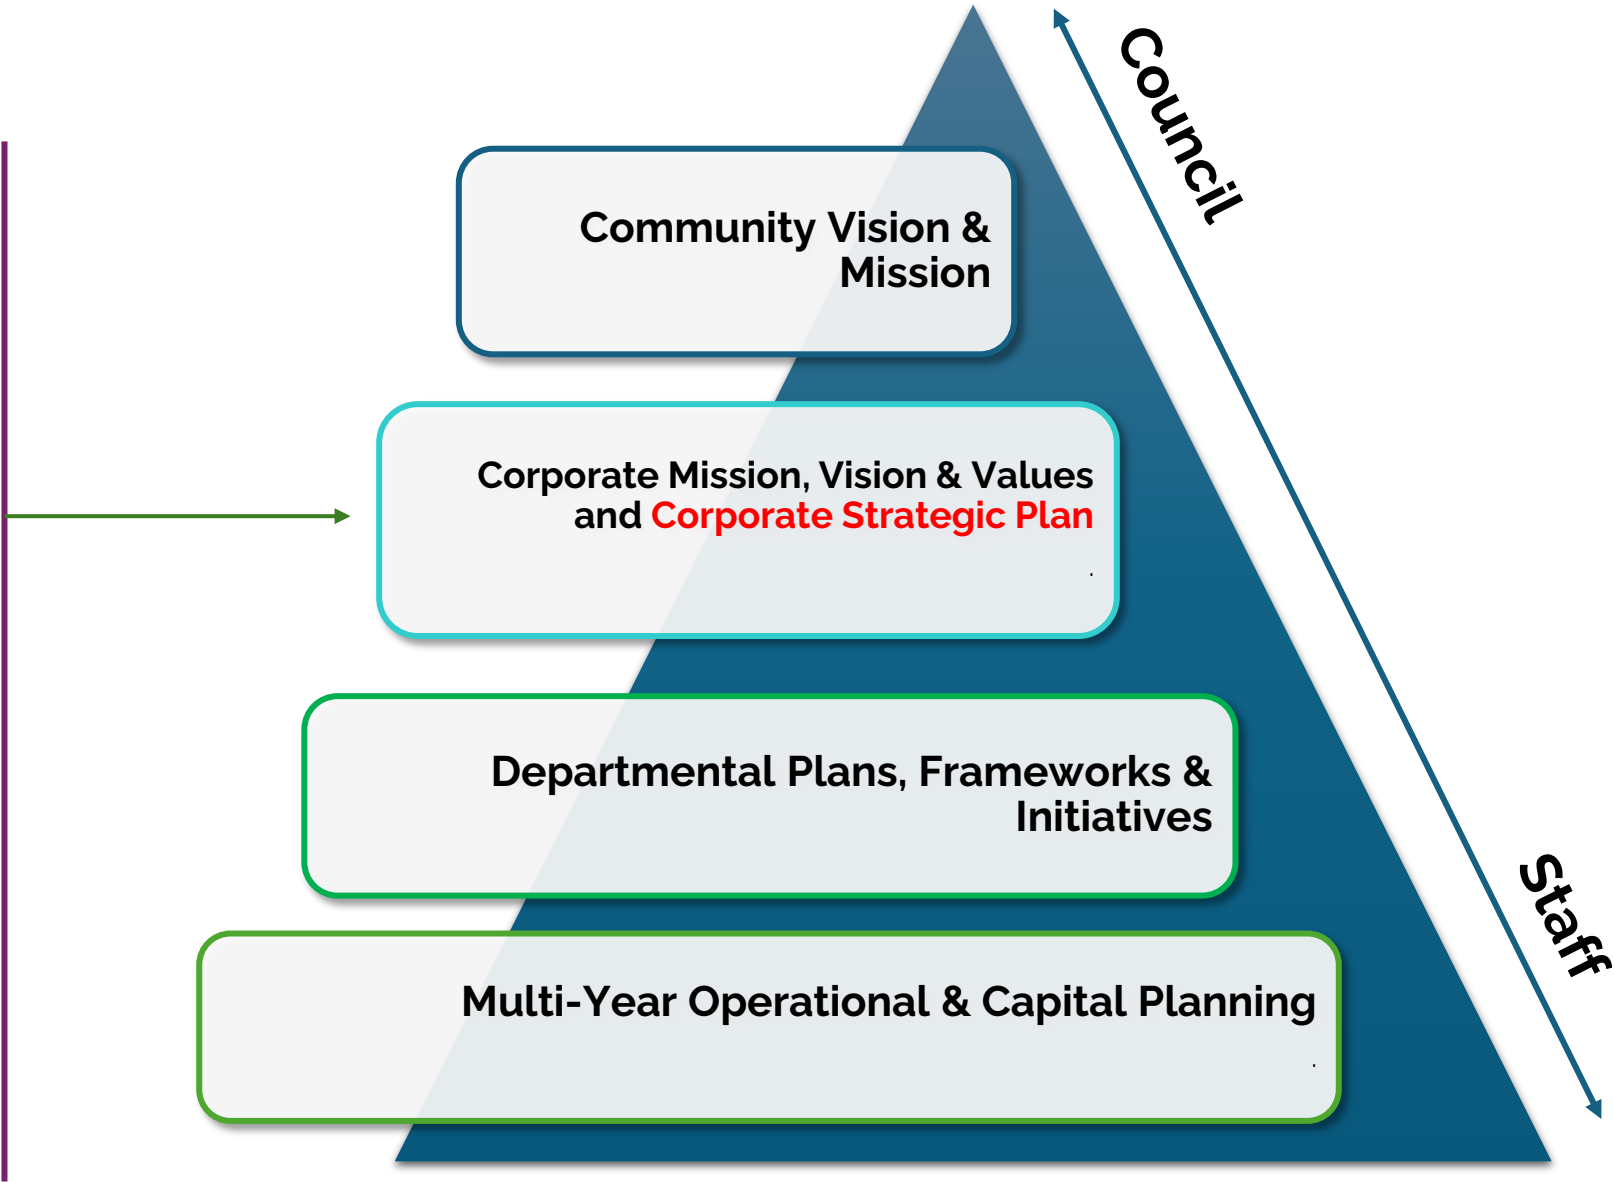 Council
Community Vision &
Mission
Corporate Mission, Vision & Values
and Corporate Strategic Plan
.
Departmental Plans, Frameworks &
Initiatives
Staff
Multi-Year Operational & Capital Planning
.